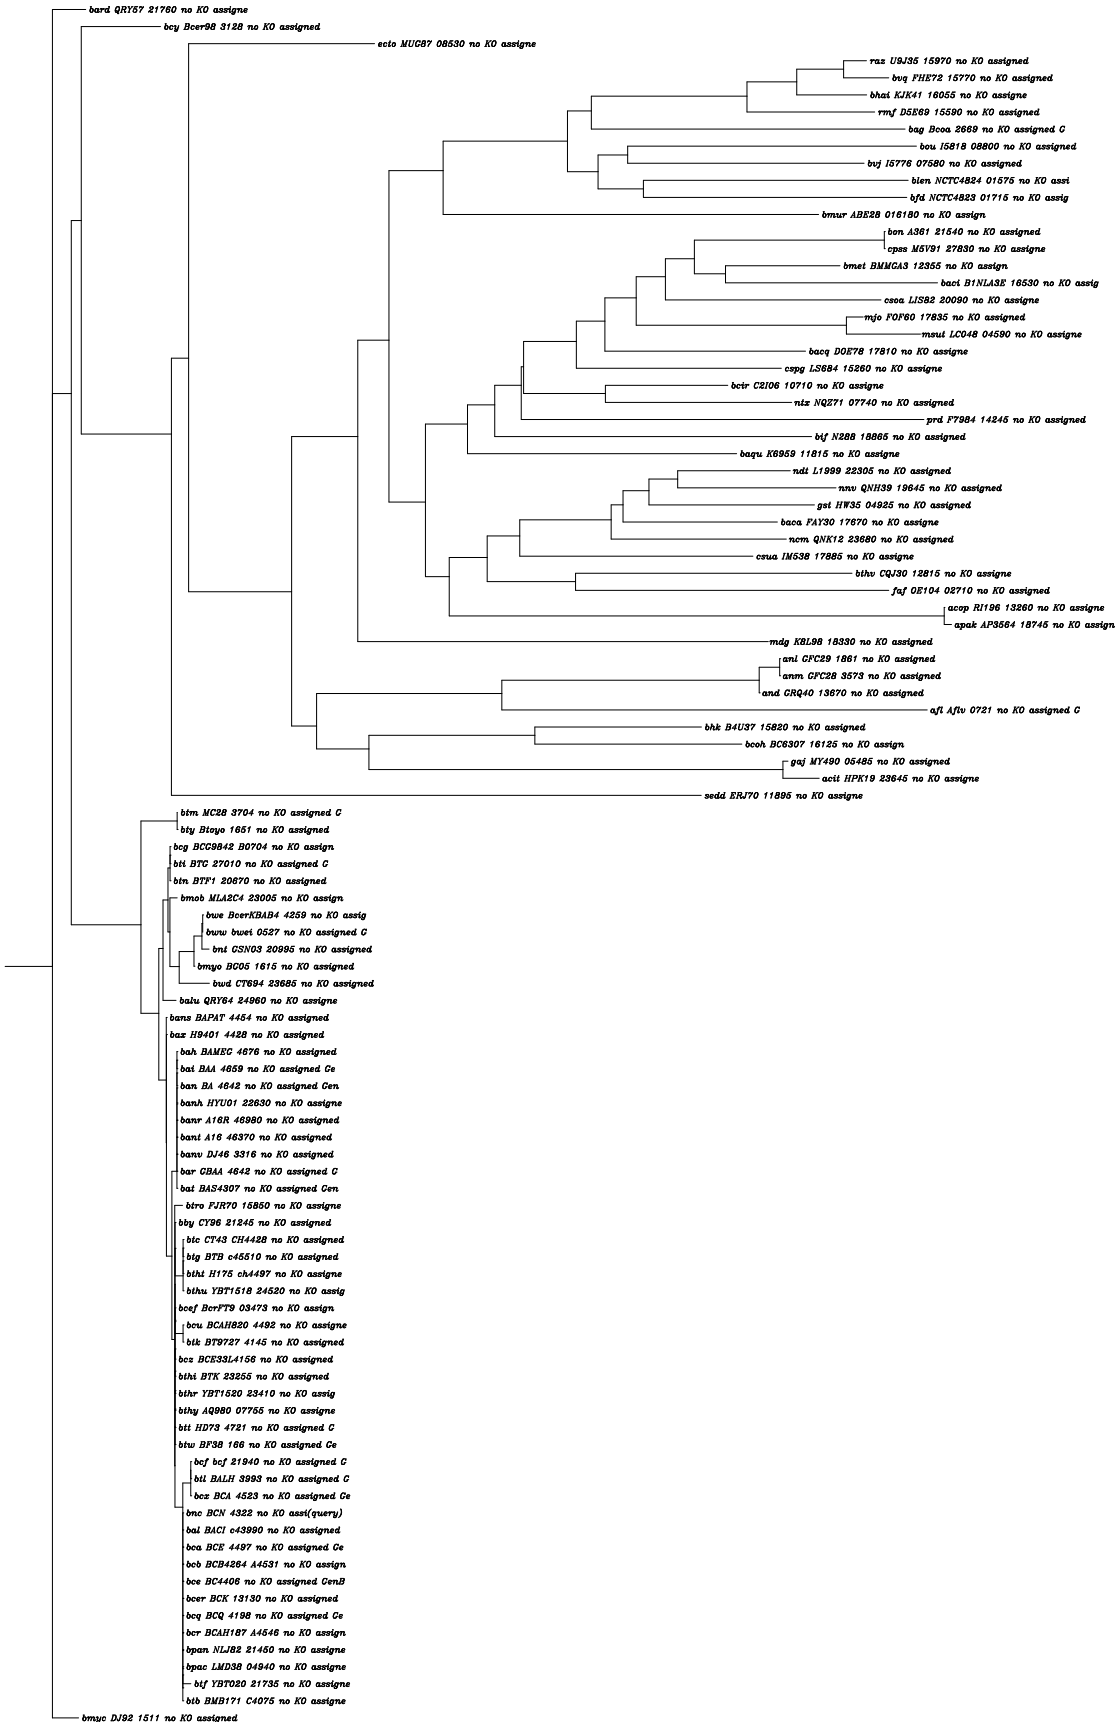 bard QRY57 21760 no KO assigne
bcy Bcer98 3128 no KO assigned
ecto MUG87 08530 no KO assigne
raz U9J35 15970 no KO assigned
bvq FHE72 15770 no KO assigned
bhai KJK41 16055 no KO assigne
rmf D5E69 15590 no KO assigned
bag Bcoa 2669 no KO assigned G
bou I5818 08800 no KO assigned
bvj I5776 07580 no KO assigned
blen NCTC4824 01575 no KO assi
bfd NCTC4823 01715 no KO assig
bmur ABE28 016180 no KO assign
bon A361 21540 no KO assigned
cpss M5V91 27830 no KO assigne
bmet BMMGA3 12355 no KO assign
baci B1NLA3E 16530 no KO assig
csoa LIS82 20090 no KO assigne
mjo FOF60 17835 no KO assigned
msut LC048 04590 no KO assigne
bacq DOE78 17810 no KO assigne
cspg LS684 15260 no KO assigne
bcir C2I06 10710 no KO assigne
ntx NQZ71 07740 no KO assigned
prd F7984 14245 no KO assigned
bif N288 18865 no KO assigned
baqu K6959 11815 no KO assigne
ndt L1999 22305 no KO assigned
nnv QNH39 19645 no KO assigned
gst HW35 04925 no KO assigned
baca FAY30 17670 no KO assigne
ncm QNK12 23680 no KO assigned
csua IM538 17885 no KO assigne
bthv CQJ30 12815 no KO assigne
faf OE104 02710 no KO assigned
acop RI196 13260 no KO assigne
apak AP3564 18745 no KO assign
mdg K8L98 18330 no KO assigned
anl GFC29 1861 no KO assigned
anm GFC28 3573 no KO assigned
and GRQ40 13670 no KO assigned
afl Aflv 0721 no KO assigned G
bhk B4U37 15820 no KO assigned
bcoh BC6307 16125 no KO assign
gaj MY490 05485 no KO assigned
acit HPK19 23645 no KO assigne
sedd ERJ70 11895 no KO assigne
btm MC28 3704 no KO assigned G
bty Btoyo 1651 no KO assigned
bcg BCG9842 B0704 no KO assign
bti BTG 27010 no KO assigned G
btn BTF1 20670 no KO assigned
bmob MLA2C4 23005 no KO assign
bwe BcerKBAB4 4259 no KO assig
bww bwei 0527 no KO assigned G
bnt GSN03 20995 no KO assigned
bmyo BG05 1615 no KO assigned
bwd CT694 23685 no KO assigned
balu QRY64 24960 no KO assigne
bans BAPAT 4454 no KO assigned
bax H9401 4428 no KO assigned
bah BAMEG 4676 no KO assigned
bai BAA 4659 no KO assigned Ge
ban BA 4642 no KO assigned Gen
banh HYU01 22630 no KO assigne
banr A16R 46980 no KO assigned
bant A16 46370 no KO assigned
banv DJ46 3316 no KO assigned
bar GBAA 4642 no KO assigned G
bat BAS4307 no KO assigned Gen
btro FJR70 15850 no KO assigne
bby CY96 21245 no KO assigned
btc CT43 CH4428 no KO assigned
btg BTB c45510 no KO assigned
btht H175 ch4497 no KO assigne
bthu YBT1518 24520 no KO assig
bcef BcrFT9 03473 no KO assign
bcu BCAH820 4492 no KO assigne
btk BT9727 4145 no KO assigned
bcz BCE33L4156 no KO assigned
bthi BTK 23255 no KO assigned
bthr YBT1520 23410 no KO assig
bthy AQ980 07755 no KO assigne
btt HD73 4721 no KO assigned G
btw BF38 166 no KO assigned Ge
bcf bcf 21940 no KO assigned G
btl BALH 3993 no KO assigned G
bcx BCA 4523 no KO assigned Ge
bnc BCN 4322 no KO assi(query)
bal BACI c43990 no KO assigned
bca BCE 4497 no KO assigned Ge
bcb BCB4264 A4531 no KO assign
bce BC4406 no KO assigned GenB
bcer BCK 13130 no KO assigned
bcq BCQ 4198 no KO assigned Ge
bcr BCAH187 A4546 no KO assign
bpan NLJ82 21450 no KO assigne
bpac LMD38 04940 no KO assigne
btf YBT020 21735 no KO assigne
btb BMB171 C4075 no KO assigne
bmyc DJ92 1511 no KO assigned